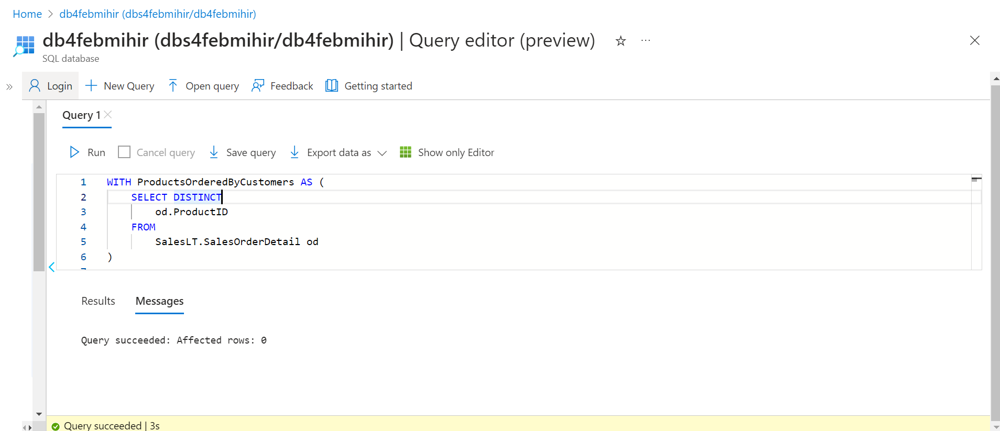 Home > db4febmihir (dbs4febmihir/db4febmihir)
db4febmihir (dbs4febmihir/db4febmihir) | Query editor (preview) ☆ ···
SQL database
» Login New Query Open query Feedback Getting started
Query 1
Run Cancel query Save query Export data as Show only Editor
1 WITH ProductsOrderedByCustomers AS (
2 SELECT DISTINCT
3 od.ProductID
4 FROM
5 SalesLT.SalesOrderDetail od
6 )
Results Messages
Query succeeded: Affected rows: 0
Query succeeded | 3s